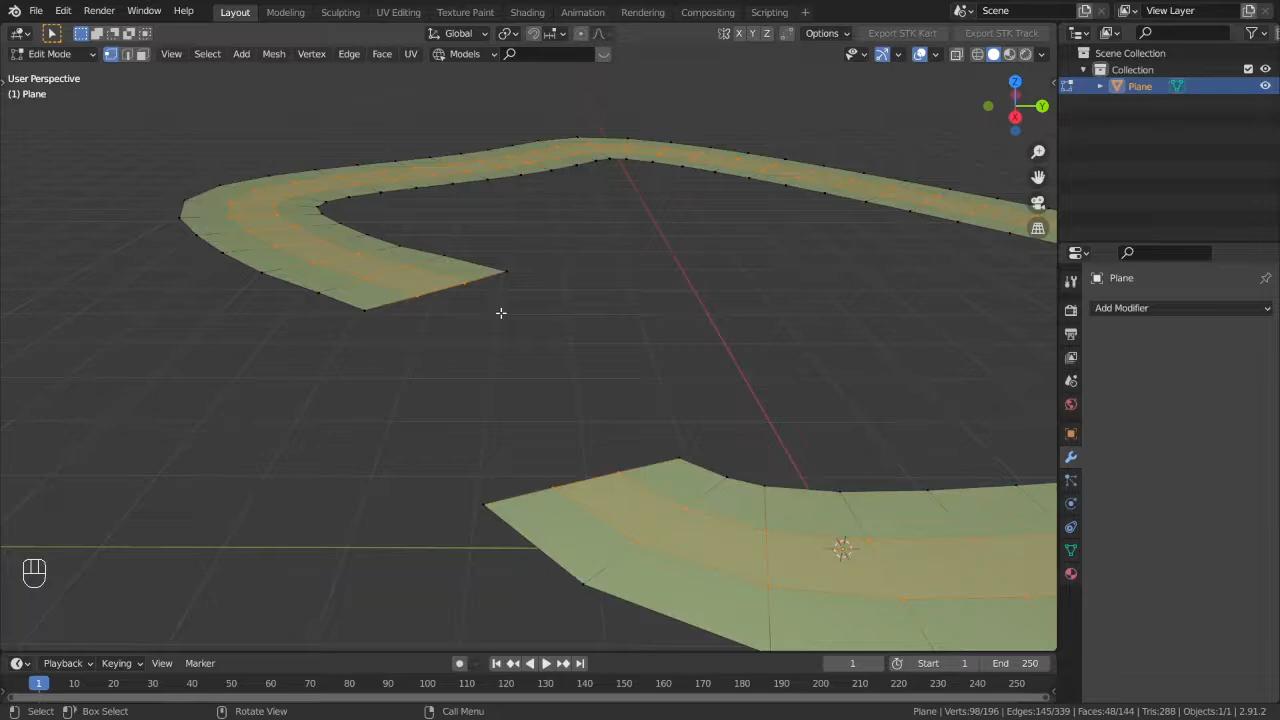 File Edit Render Window Help Layout Modeling Sculpting UV Editing Texture Paint Shading Animation Rendering Compositing Scripting + Scene View Layer
Global X Y Z Options Export STK Kart Export STK Track
Edit Mode View Select Add Mesh Vertex Edge Face UV Models
User Perspective
(1) Plane
Z
Y
X
Scene Collection
Collection
Plane
Plane
Add Modifier
Playback Keying View Marker 1 Start 1 End 250
1 10 20 30 40 50 60 70 80 90 100 110 120 130 140 150 160 170 180 190 200 210 220 230 240 250
Select Box Select Rotate View Call Menu Plane | Verts:98/196 | Edges:145/339 | Faces:48/144 | Tris:288 | Objects:1/1 | 2.91.2